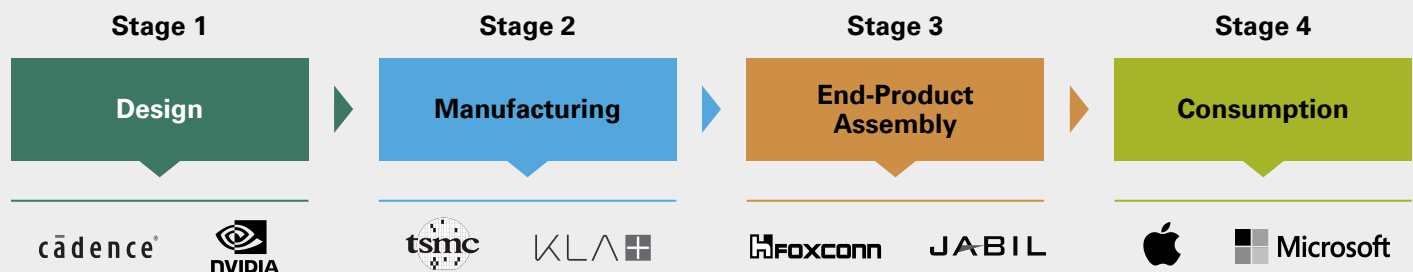 Stage 1
Stage 2
Stage 3
Stage 4
Design
Manufacturing
End-Product
Assembly
Consumption
cādence®
NVIDIA
tsmc
KLA+
FOXCONN
JABIL
Microsoft